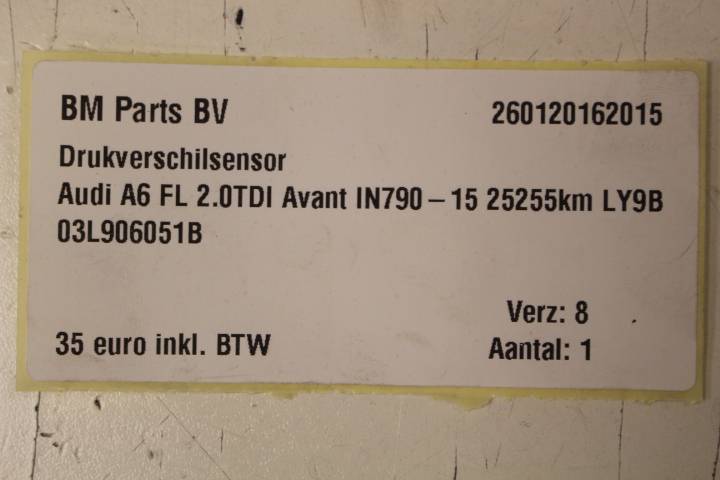 BM Parts BV 260120162015
Drukverschilsensor
Audi A6 FL 2.0TDI Avant IN790 – 15 25255km LY9B
03L906051B
Verz: 8
35 euro inkl. BTW Aantal: 1